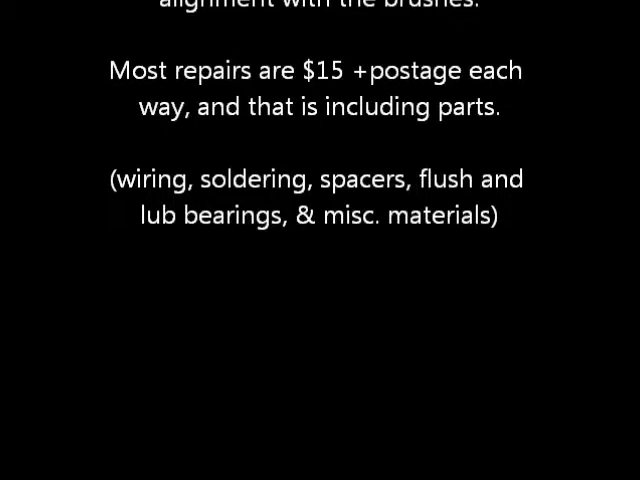 alignment with the brushes.
Most repairs are $15 +postage each
way, and that is including parts.
(wiring, soldering, spacers, flush and
lub bearings, & misc. materials)